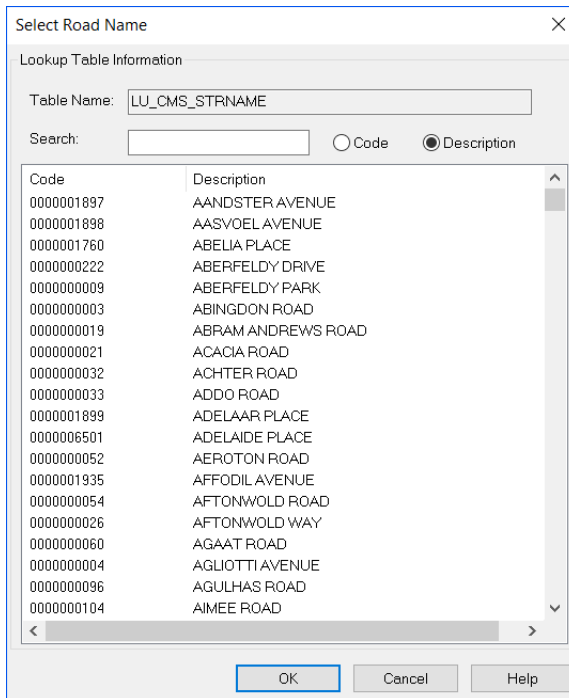 Select Road Name
Lookup Table Information
Table Name: LU_CMS_STRNAME
Search: Code Description
Code Description
0000001897 AANDSTER AVENUE
0000001898 AASVOEL AVENUE
0000001760 ABELIA PLACE
0000000222 ABERFELDY DRIVE
0000000009 ABERFELDY PARK
0000000003 ABINGDON ROAD
0000000019 ABRAM ANDREWS ROAD
0000000021 ACACIA ROAD
0000000032 ACHTER ROAD
0000000033 ADDO ROAD
0000001899 ADELAAR PLACE
0000006501 ADELAIDE PLACE
0000000052 AEROTON ROAD
0000001935 AFFODIL AVENUE
0000000054 AFTONWOLD ROAD
0000000026 AFTONWOLD WAY
0000000060 AGAAT ROAD
0000000004 AGLIOTTI AVENUE
0000000096 AGULHAS ROAD
0000000104 AIMEE ROAD
OK Cancel Help